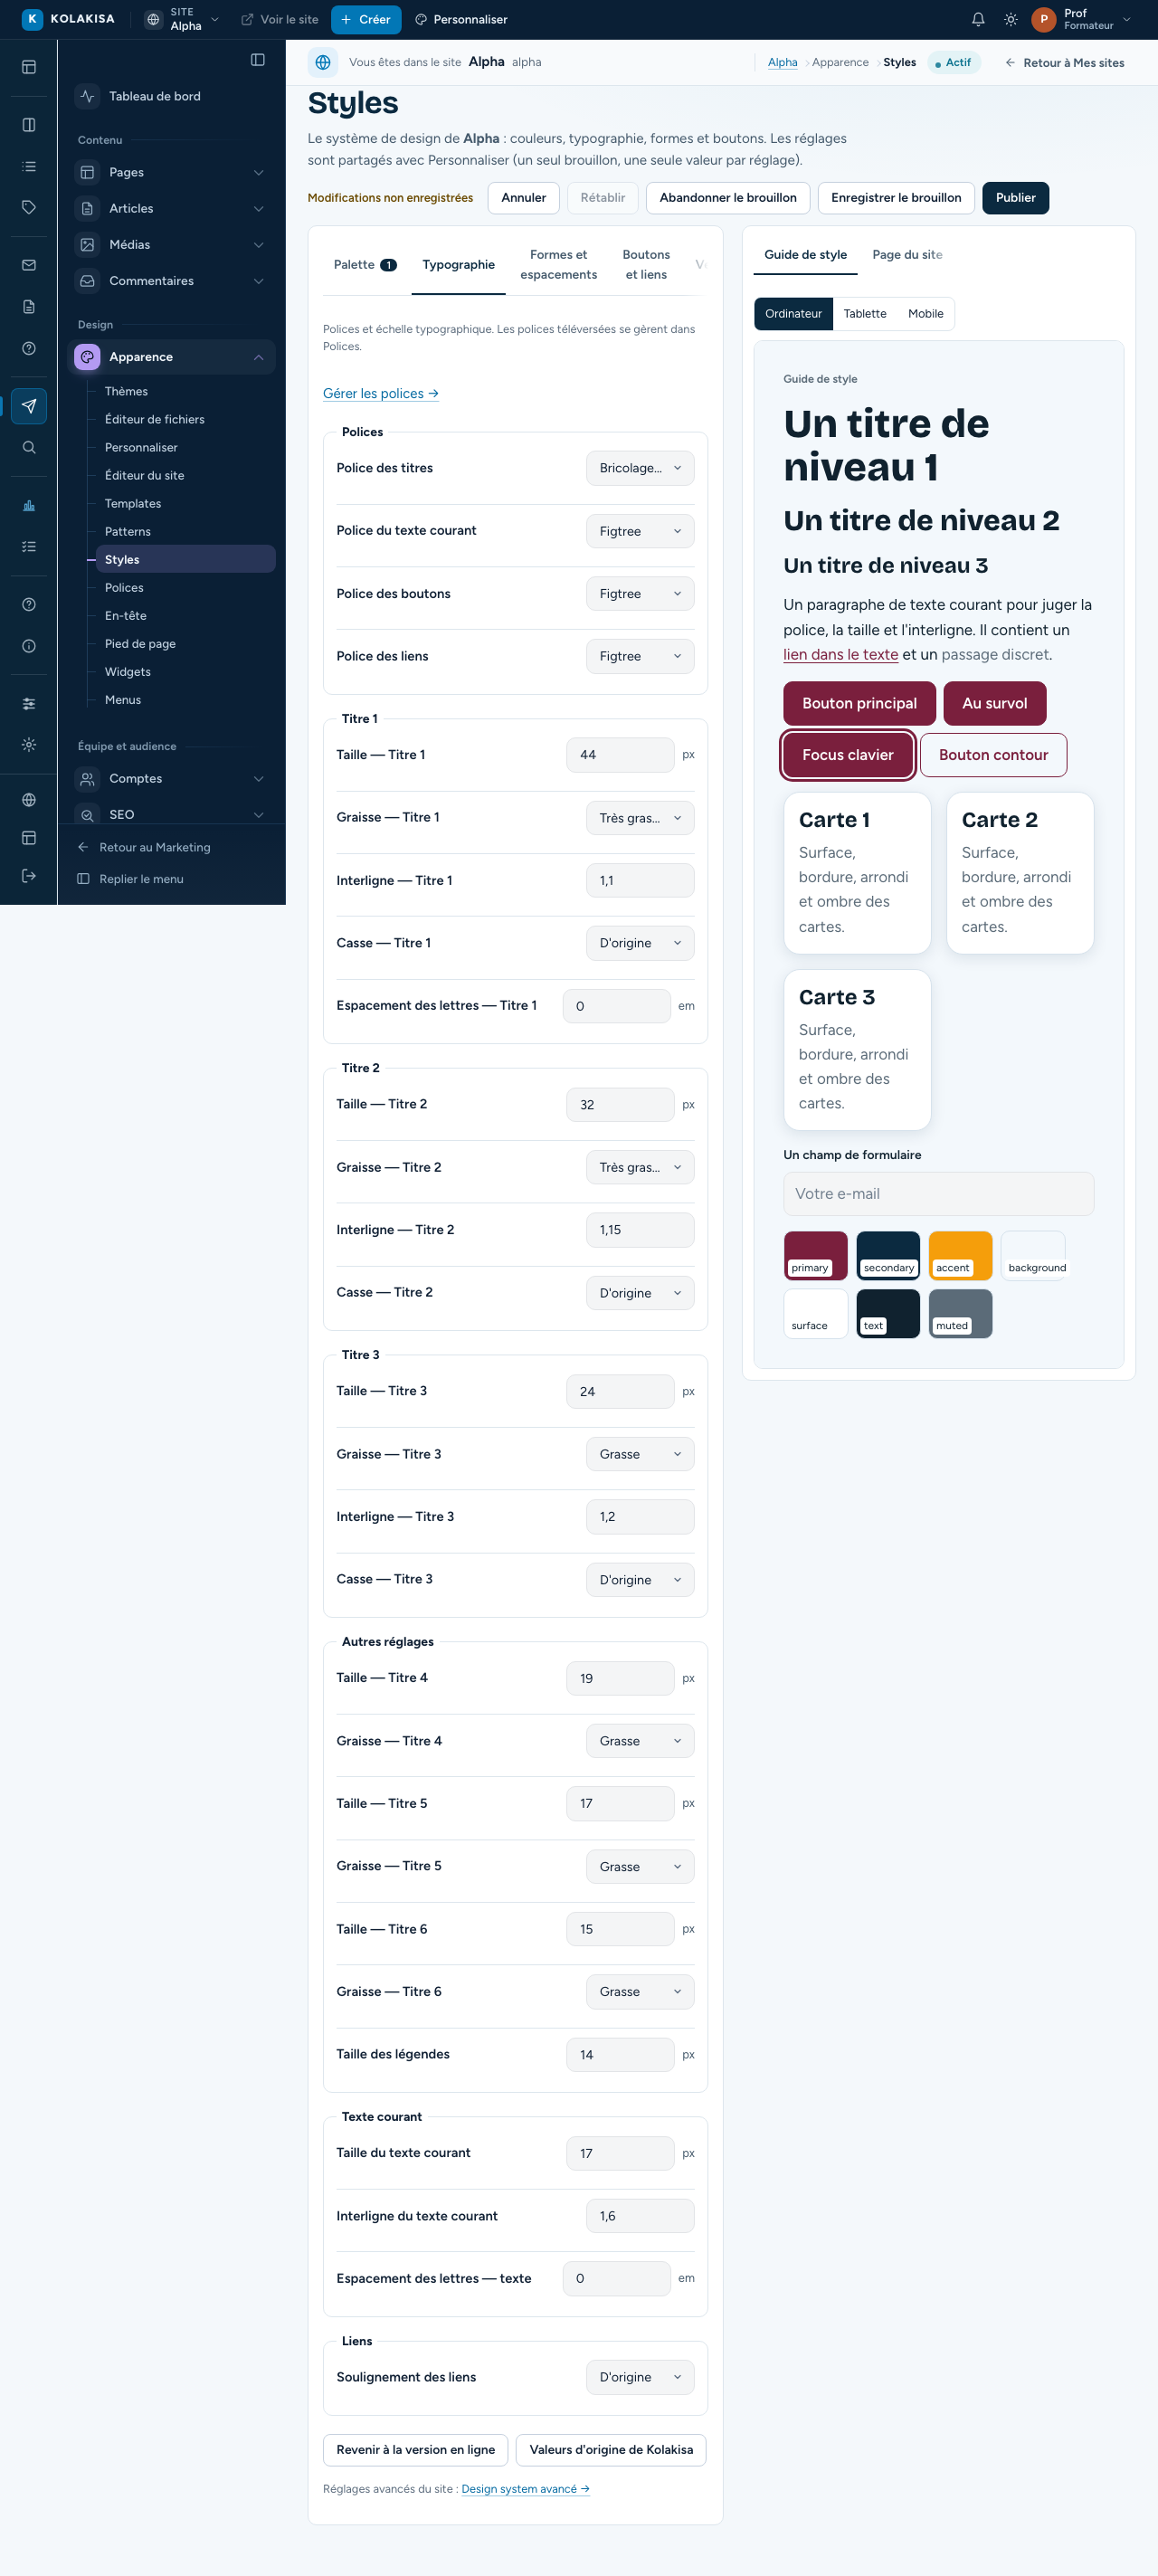 K KOLAKISA
SITE
Alpha
Voir le site
Créer
Personnaliser
P
Prof
Formateur
Vous êtes dans le site Alpha alpha
Alpha Apparence Styles
Actif
Retour à Mes sites
Tableau de bord
Contenu
Pages
Articles
Médias
Commentaires
Design
Apparence
Thèmes
Éditeur de fichiers
Personnaliser
Éditeur du site
Templates
Patterns
Styles
Polices
En-tête
Pied de page
Widgets
Menus
Équipe et audience
Comptes
SEO
Retour au Marketing
Replier le menu
Styles
Le système de design de Alpha : couleurs, typographie, formes et boutons. Les réglages
sont partagés avec Personnaliser (un seul brouillon, une seule valeur par réglage).
Modifications non enregistrées
Annuler
Rétablir
Abandonner le brouillon
Enregistrer le brouillon
Publier
Palette 1
Typographie
Formes et
espacements
Boutons
et liens
Polices et échelle typographique. Les polices téléversées se gèrent dans
Polices.
Gérer les polices →
Polices
Police des titres
Bricolage...
Police du texte courant
Figtree
Police des boutons
Figtree
Police des liens
Figtree
Titre 1
Taille — Titre 1
44 px
Graisse — Titre 1
Très gras...
Interligne — Titre 1
1,1
Casse — Titre 1
D'origine
Espacement des lettres — Titre 1
0 em
Titre 2
Taille — Titre 2
32 px
Graisse — Titre 2
Très gras...
Interligne — Titre 2
1,15
Casse — Titre 2
D'origine
Titre 3
Taille — Titre 3
24 px
Graisse — Titre 3
Grasse
Interligne — Titre 3
1,2
Casse — Titre 3
D'origine
Autres réglages
Taille — Titre 4
19 px
Graisse — Titre 4
Grasse
Taille — Titre 5
17 px
Graisse — Titre 5
Grasse
Taille — Titre 6
15 px
Graisse — Titre 6
Grasse
Taille des légendes
14 px
Texte courant
Taille du texte courant
17 px
Interligne du texte courant
1,6
Espacement des lettres — texte
0 em
Liens
Soulignement des liens
D'origine
Revenir à la version en ligne
Valeurs d'origine de Kolakisa
Réglages avancés du site : Design system avancé →
Guide de style
Page du site
Ordinateur
Tablette
Mobile
Guide de style
Un titre de
niveau 1
Un titre de niveau 2
Un titre de niveau 3
Un paragraphe de texte courant pour juger la
police, la taille et l'interligne. Il contient un
lien dans le texte et un passage discret.
Bouton principal
Au survol
Focus clavier
Bouton contour
Carte 1
Surface,
bordure, arrondi
et ombre des
cartes.
Carte 2
Surface,
bordure, arrondi
et ombre des
cartes.
Carte 3
Surface,
bordure, arrondi
et ombre des
cartes.
Un champ de formulaire
Votre e-mail
primary
secondary
accent
background
surface
text
muted